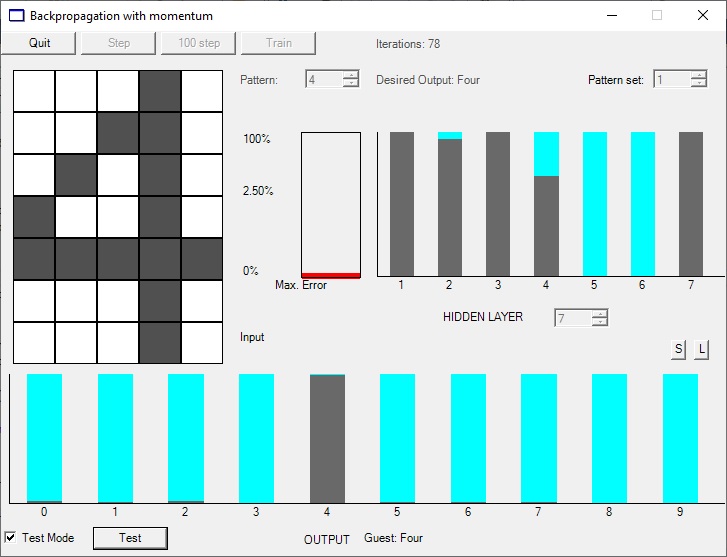 Backpropagation with momentum
Quit Step 100 step Train Iterations: 78
Pattern: 4 Desired Output: Four Pattern set: 1
100%
2.50%
0%
Max. Error
1 2 3 4 5 6 7
HIDDEN LAYER 7
Input
S L
0 1 2 3 4 5 6 7 8 9
Test Mode Test OUTPUT Guest: Four